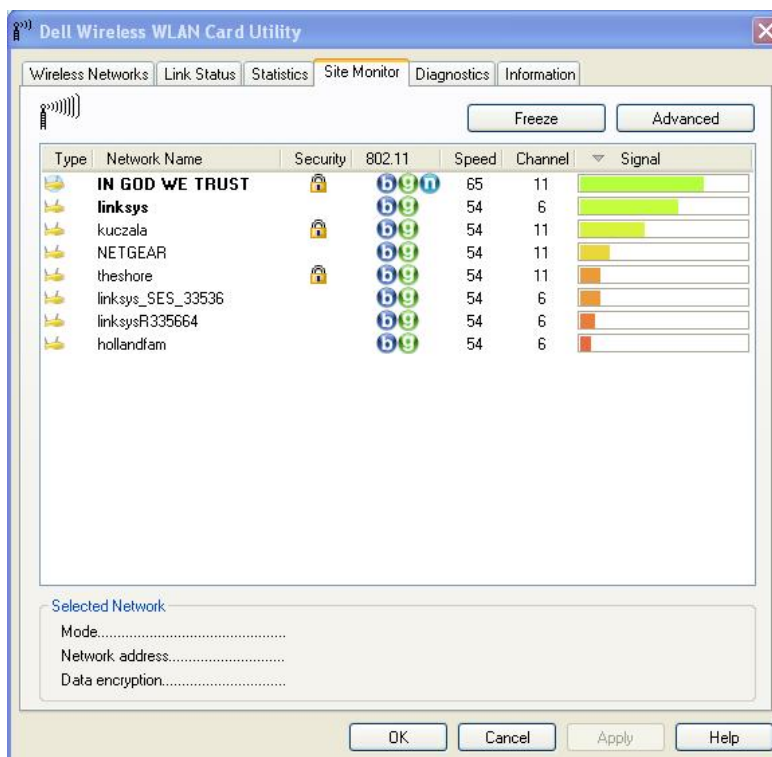 Dell Wireless WLAN Card Utility
Wireless Networks Link Status Statistics Site Monitor Diagnostics Information
Freeze Advanced
Type Network Name Security 802.11 Speed Channel Signal
IN GOD WE TRUST b g n 65 11
linksys b g 54 6
kuczala b g 54 11
NETGEAR b g 54 11
theshore b g 54 11
linksys_SES_33536 b g 54 6
linksysR335664 b g 54 6
hollandfam b g 54 6
Selected Network
Mode...............................................
Network address.............................
Data encryption...............................
OK Cancel Apply Help